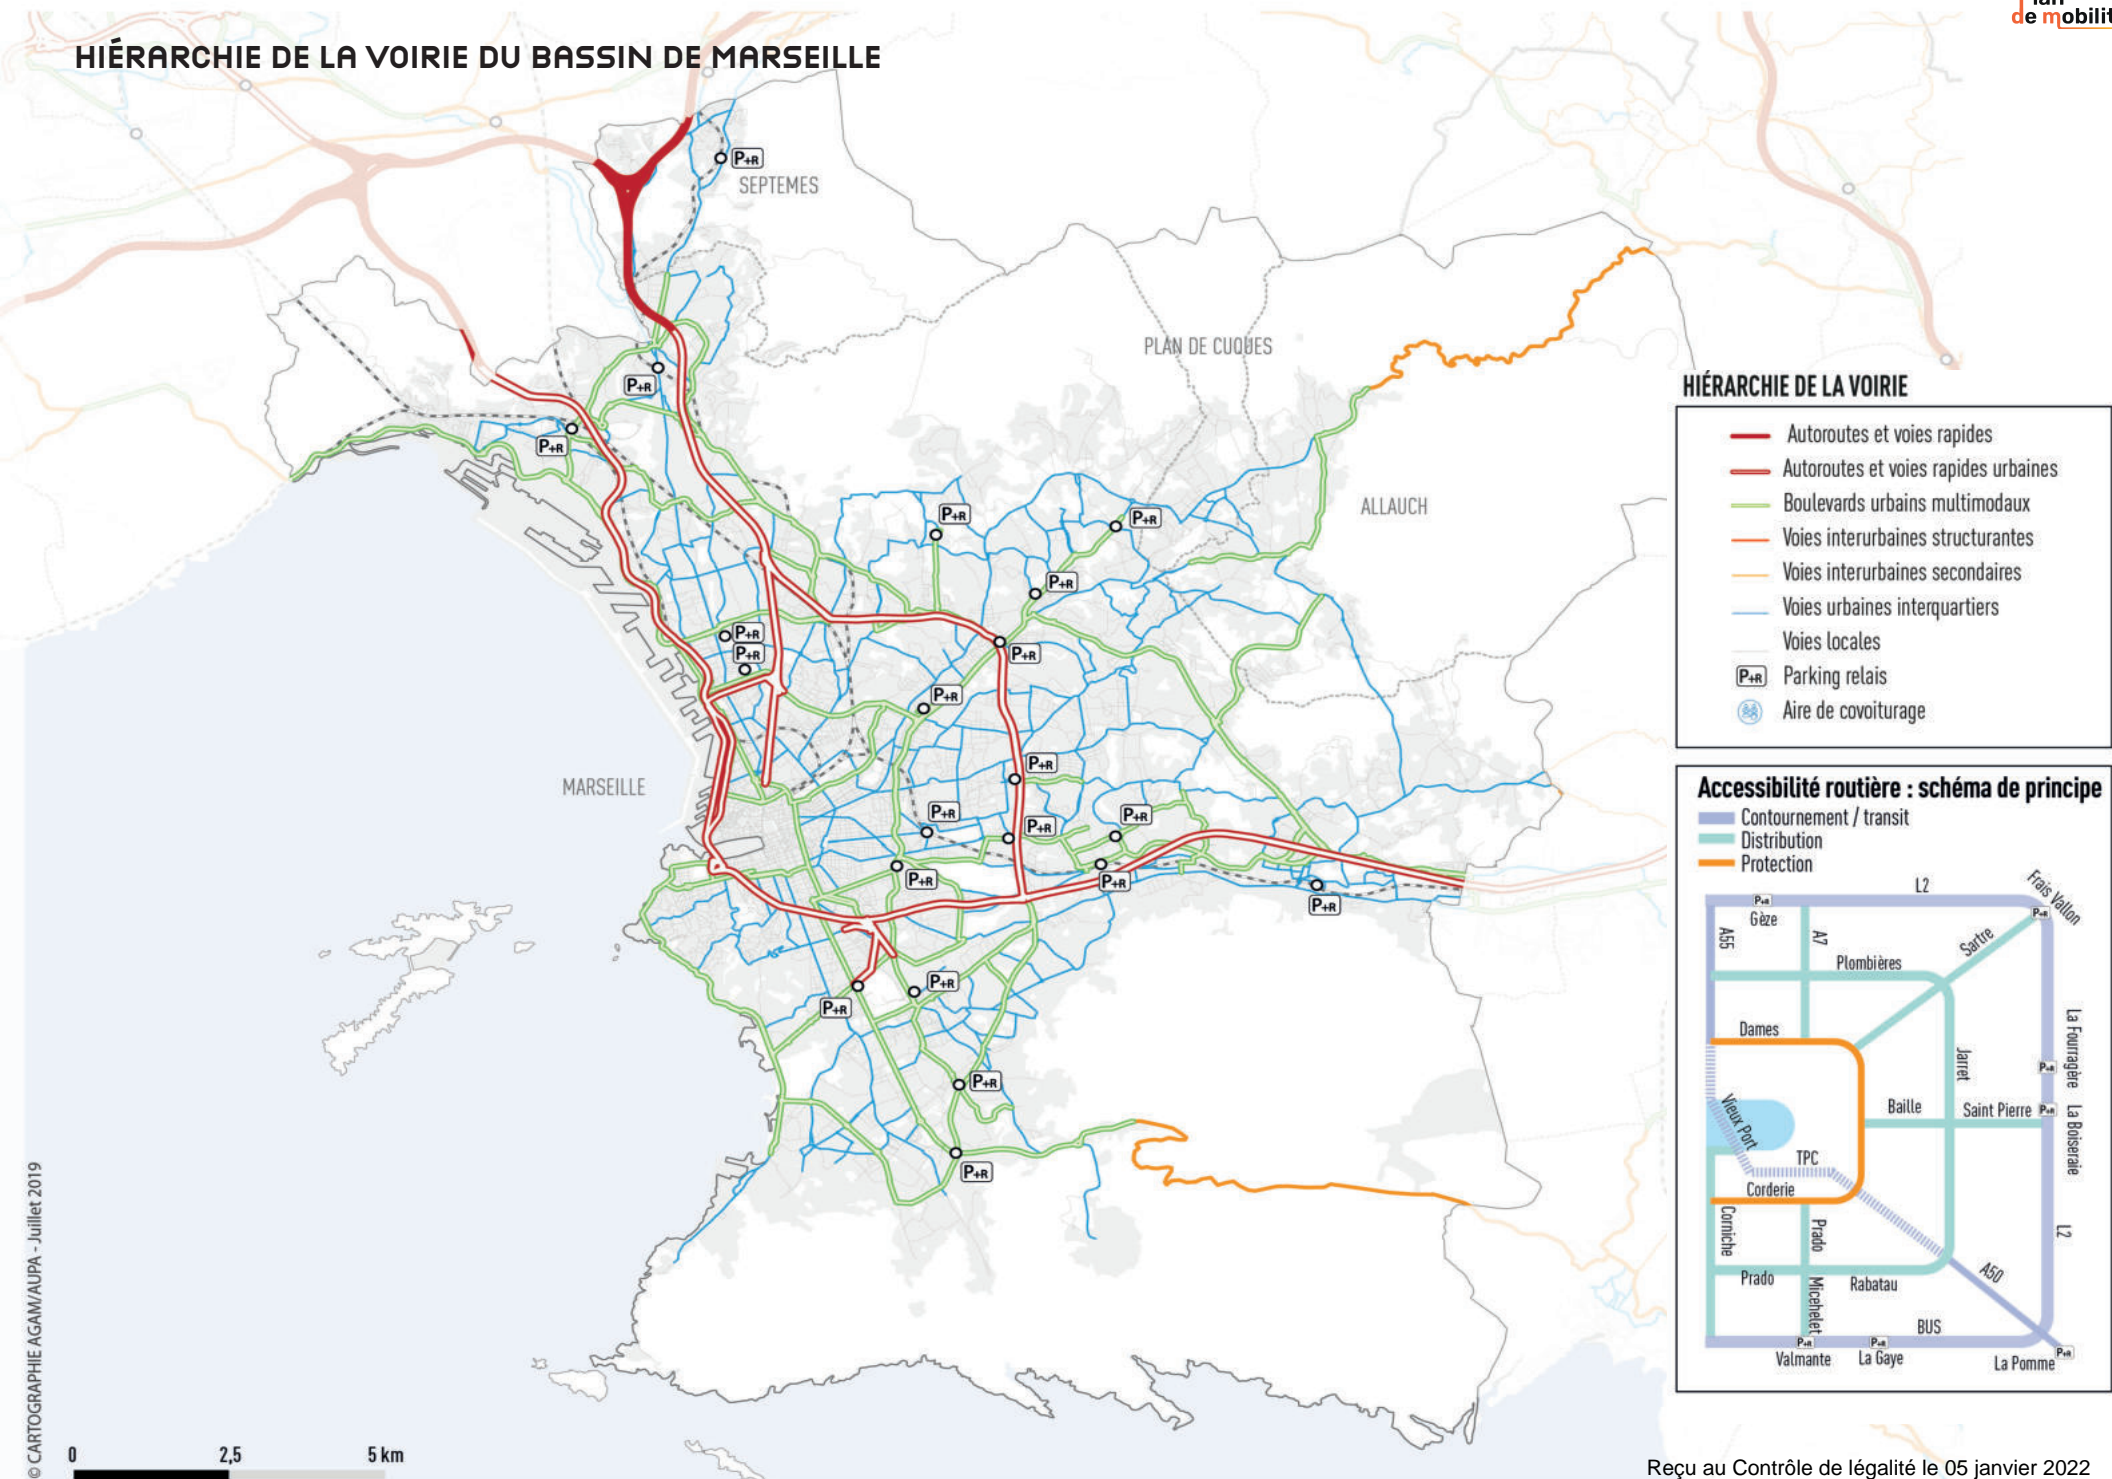 de mobilit
HIÉRARCHIE DE LA VOIRIE DU BASSIN DE MARSEILLE
P+R
SEPTEMES
PLAN DE CUQUES
P+R
P+R
ALLAUCH
P+R
P+R
P+R
P+R
P+R
P+R
P+R
MARSEILLE
P+R
P+R
P+R
P+R
P+R
P+R
P+R
P+R
P+R
P+R
P+R
HIÉRARCHIE DE LA VOIRIE
Autoroutes et voies rapides
Autoroutes et voies rapides urbaines
Boulevards urbains multimodaux
Voies interurbaines structurantes
Voies interurbaines secondaires
Voies urbaines interquartiers
Voies locales
P+R Parking relais
Aire de covoiturage
Accessibilité routière : schéma de principe
Contournement / transit
Distribution
Protection
L2
Frais Vallon
P+R
Gèze
P+R
A55
A7
Sartre
Plombières
Dames
La Fourragère
Jarret
P+R
Vieux Port
Baille
Saint Pierre
P+R
La Boiseraie
TPC
Corderie
Corniche
Prado
L2
Prado
Rabatau
A50
Micehelet
BUS
P+R
P+R
Valmante
La Gaye
La Pomme
P+R
© CARTOGRAPHIE AGAM/AUPA - Juillet 2019
0 2,5 5 km
Reçu au Contrôle de légalité le 05 janvier 2022